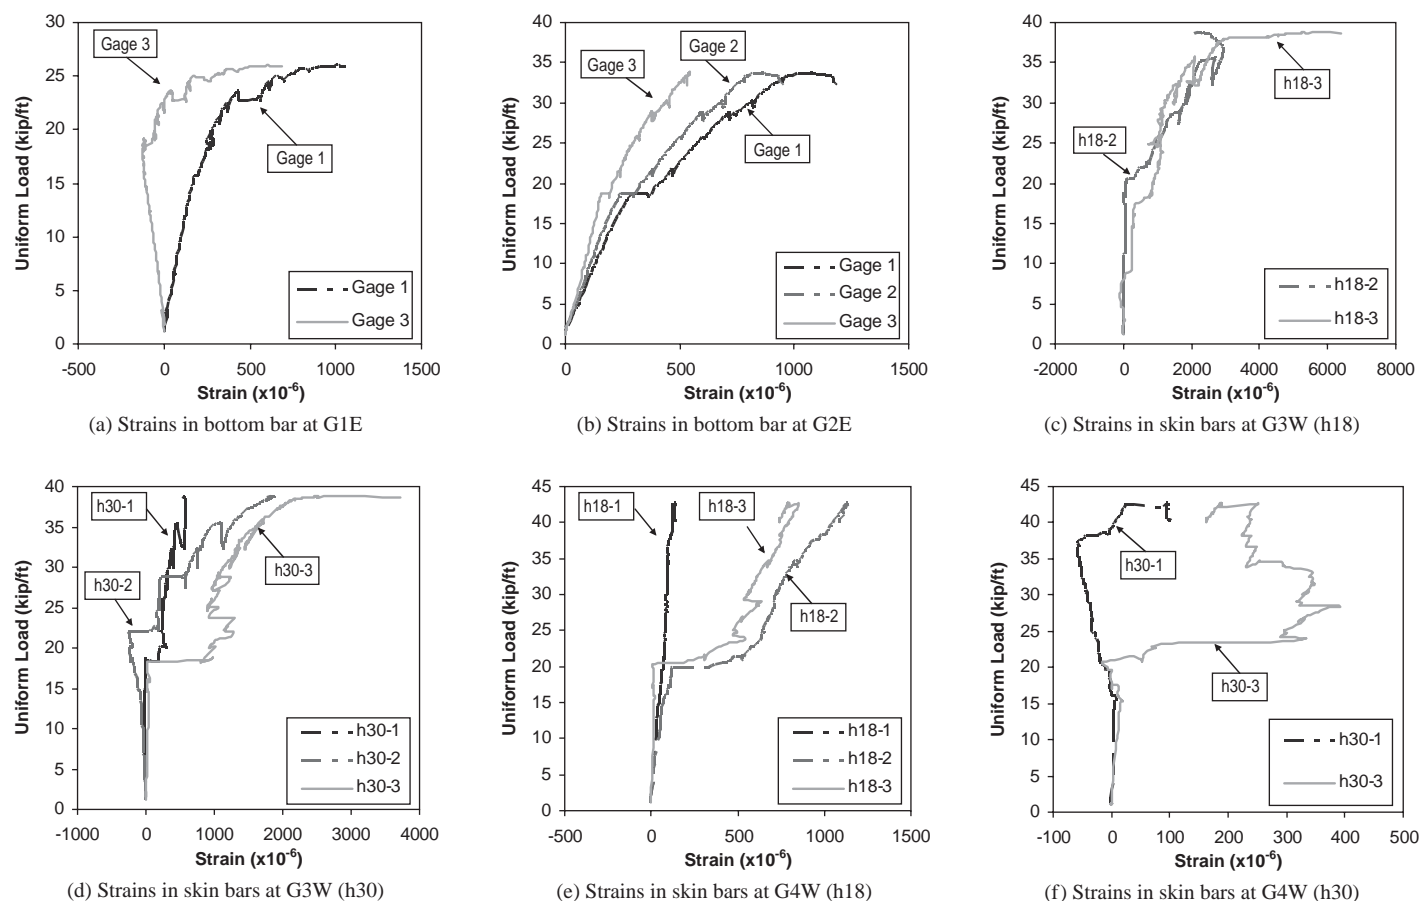 30
25
20
15
10
5
0
Uniform Load (kip/ft)
Gage 3
Gage 1
Gage 1
Gage 3
-500 0 500 1000 1500
Strain (x10-6)
(a) Strains in bottom bar at G1E
40
35
30
25
20
15
10
5
0
Uniform Load (kip/ft)
Gage 3
Gage 2
Gage 1
Gage 1
Gage 2
Gage 3
0 500 1000 1500
Strain (x10-6)
(b) Strains in bottom bar at G2E
40
35
30
25
20
15
10
5
0
Uniform Load (kip/ft)
h18-3
h18-2
h18-2
h18-3
-2000 0 2000 4000 6000 8000
Strain (x10-6)
(c) Strains in skin bars at G3W (h18)
40
35
30
25
20
15
10
5
0
Uniform Load (kip/ft)
h30-1
h30-2
h30-3
h30-1
h30-2
h30-3
-1000 0 1000 2000 3000 4000
Strain (x10-6)
(d) Strains in skin bars at G3W (h30)
45
40
35
30
25
20
15
10
5
0
Uniform Load (kip/ft)
h18-1
h18-3
h18-2
h18-1
h18-2
h18-3
-500 0 500 1000 1500
Strain (x10-6)
(e) Strains in skin bars at G4W (h18)
45
40
35
30
25
20
15
10
5
0
Uniform Load (kip/ft)
h30-1
h30-3
h30-1
h30-3
-100 0 100 200 300 400 500
Strain (x10-6)
(f) Strains in skin bars at G4W (h30)